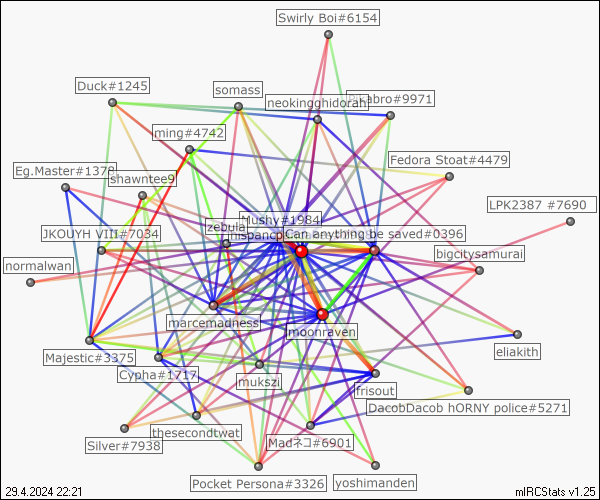 Swirly Boi#6154
Duck#1245
somass
neokingghidorah
ro#9971
ming#4742
Fedora Stoat#4479
Eg.Master#1379
shawntee9
LPK2387 #7690
Mushy#1984
zebula
JKOUYH VIII#7034
Can anything be saved#0396
bigcitysamurai
normalwan
marcemadness
moonraven
Majestic#3375
eliakith
Cypha#1717
mukszi
frisout
DacobDacob hORNY police#5271
Silver#7938
thesecondtwat
Madネコ#6901
Pocket Persona#3326
yoshimanden
29.4.2024 22:21
mIRCStats v1.25